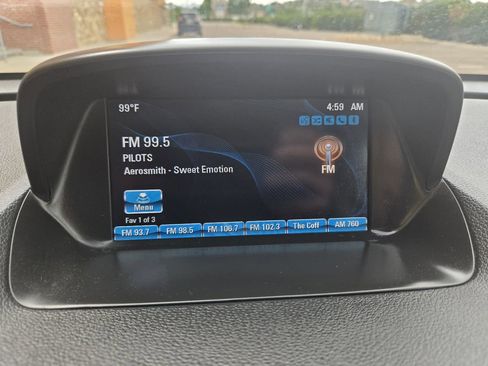 99°F
4:59 AM
FM 99.5
PILOTS
Aerosmith - Sweet Emotion
FM
Menu
Fav 1 of 3
FM 93.7 FM 98.5 FM 106.7 FM 102.3 The Coff AM 760